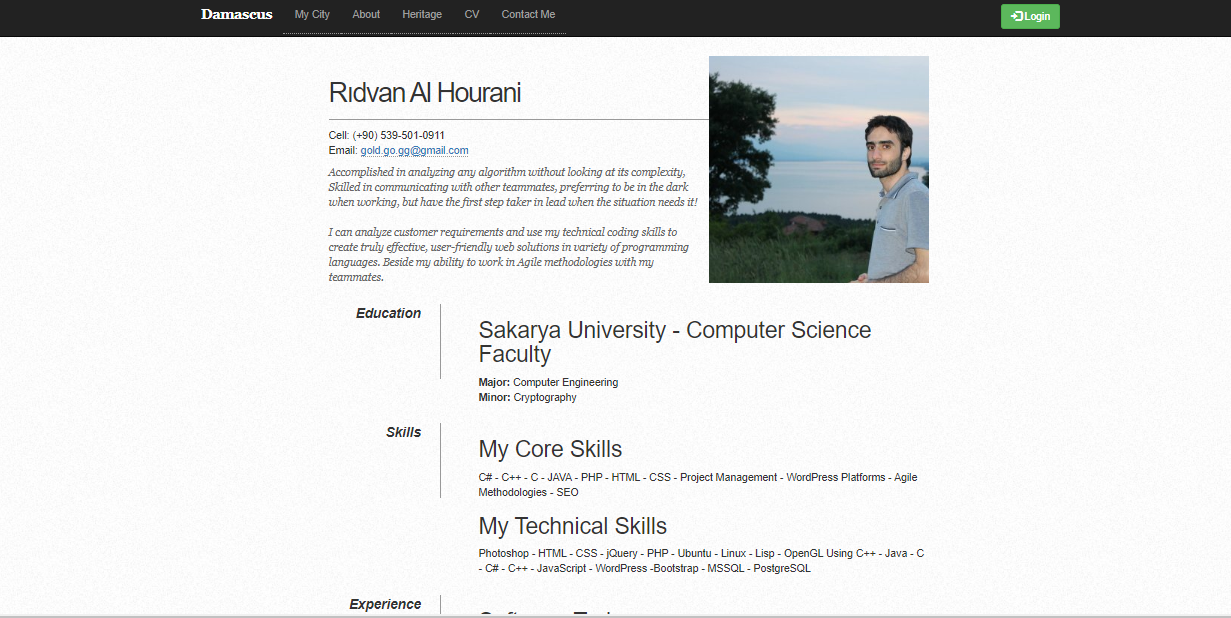 Damascus My City About Heritage CV Contact Me Login
Rıdvan Al Hourani
Cell: (+90) 539-501-0911
Email: gold.go.gg@gmail.com
Accomplished in analyzing any algorithm without looking at its complexity,
Skilled in communicating with other teammates, preferring to be in the dark
when working, but have the first step taker in lead when the situation needs it!
I can analyze customer requirements and use my technical coding skills to
create truly effective, user-friendly web solutions in variety of programming
languages. Beside my ability to work in Agile methodologies with my
teammates.
Education
Sakarya University - Computer Science
Faculty
Major: Computer Engineering
Minor: Cryptography
Skills
My Core Skills
C# - C++ - C - JAVA - PHP - HTML - CSS - Project Management - WordPress Platforms - Agile
Methodologies - SEO
My Technical Skills
Photoshop - HTML - CSS - jQuery - PHP - Ubuntu - Linux - Lisp - OpenGL Using C++ - Java - C
- C# - C++ - JavaScript - WordPress -Bootstrap - MSSQL - PostgreSQL
Experience